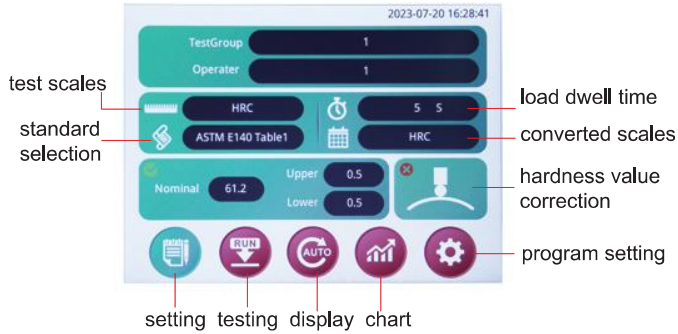 2023-07-20 16:28:41
TestGroup 1
Operater 1
test scales
HRC
5 S
load dwell time
standard
selection
ASTM E140 Table1
HRC
converted scales
Nominal 61.2
Upper 0.5
Lower 0.5
hardness value
correction
RUN
AUTO
program setting
setting testing display chart